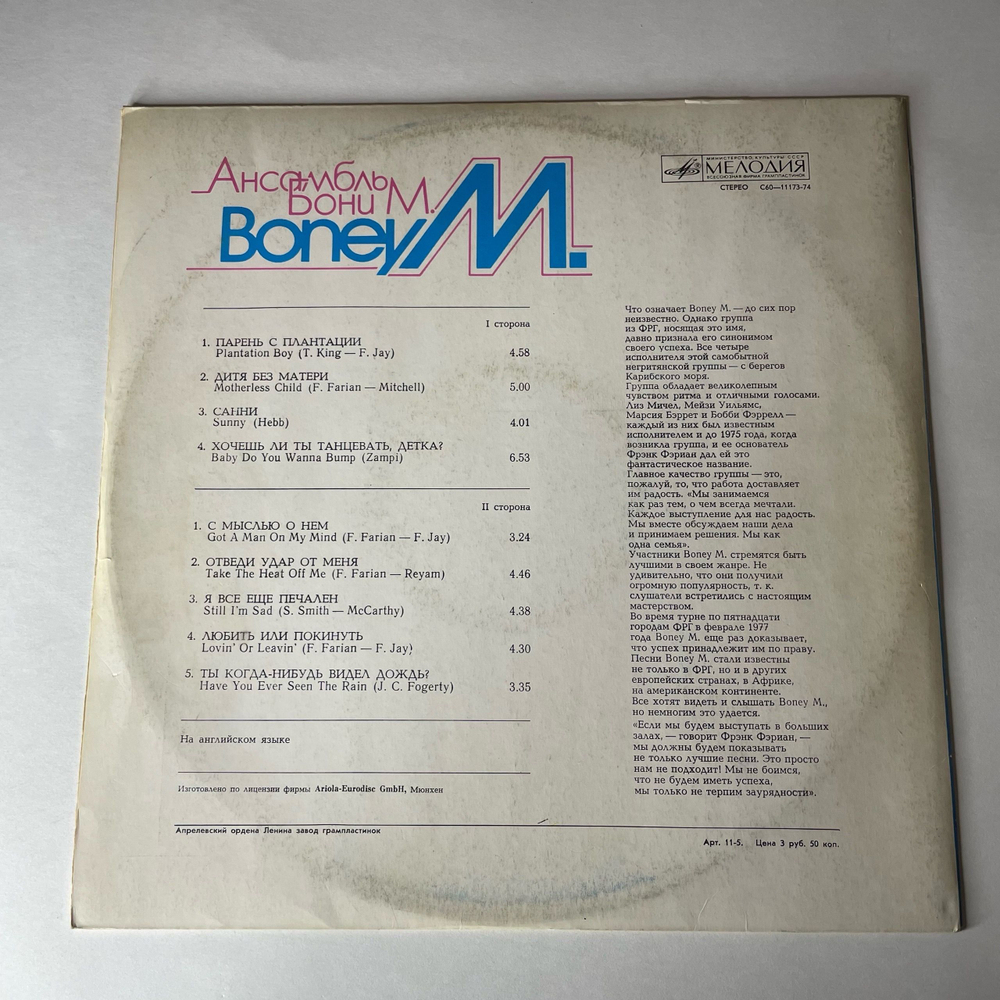 Ансамбль
Бони М.
Boney M.
МИНИСТЕРСТВО КУЛЬТУРЫ СССР
МЕЛОДИЯ
ВСЕСОЮЗНАЯ ФИРМА ГРАМПЛАСТИНОК
СТЕРЕО С60—11173-74
I сторона
1. ПАРЕНЬ С ПЛАНТАЦИИ
Plantation Boy (T. King — F. Jay) 4.58
2. ДИТЯ БЕЗ МАТЕРИ
Motherless Child (F. Farian — Mitchell) 5.00
3. САННИ
Sunny (Hebb) 4.01
4. ХОЧЕШЬ ЛИ ТЫ ТАНЦЕВАТЬ, ДЕТКА?
Baby Do You Wanna Bump (Zampi) 6.53
II сторона
1. С МЫСЛЬЮ О НЕМ
Got A Man On My Mind (F. Farian — F. Jay) 3.24
2. ОТВЕДИ УДАР ОТ МЕНЯ
Take The Heat Off Me (F. Farian — Reyam) 4.46
3. Я ВСЕ ЕЩЕ ПЕЧАЛЕН
Still I'm Sad (S. Smith — McCarthy) 4.38
4. ЛЮБИТЬ ИЛИ ПОКИНУТЬ
Lovin' Or Leavin' (F. Farian — F. Jay) 4.30
5. ТЫ КОГДА-НИБУДЬ ВИДЕЛ ДОЖДЬ?
Have You Ever Seen The Rain (J. C. Fogerty) 3.35
На английском языке
Изготовлено по лицензии фирмы Ariola-Eurodisc GmbH, Мюнхен
Что означает Boney M. — до сих пор
неизвестно. Однако группа
из ФРГ, носящая это имя,
давно признала его синонимом
своего успеха. Все четыре
исполнителя этой самобытной
негритянской группы — с берегов
Карибского моря.
Группа обладает великолепным
чувством ритма и отличными голосами.
Лиз Мичел, Мейзи Уильямс,
Марсия Бэррет и Бобби Фэррелл —
каждый из них был известным
исполнителем и до 1975 года, когда
возникла группа, и ее основатель
Фрэнк Фэриан дал ей это
фантастическое название.
Главное качество группы — это,
пожалуй, то, что работа доставляет
им радость. «Мы занимаемся
как раз тем, о чем всегда мечтали.
Каждое выступление для нас радость.
Мы вместе обсуждаем наши дела
и принимаем решения. Мы как
одна семья».
Участники Boney M. стремятся быть
лучшими в своем жанре. Не
удивительно, что они получили
огромную популярность, т. к.
слушатели встретились с настоящим
мастерством.
Во время турне по пятнадцати
городам ФРГ в феврале 1977
года Boney M. еще раз доказывает,
что успех принадлежит им по праву.
Песни Boney M. стали известны
не только в ФРГ, но и в других
европейских странах, в Африке,
на американском континенте.
Все хотят видеть и слышать Boney M.,
но немногим это удается.
«Если мы будем выступать в больших
залах, — говорит Фрэнк Фэриан, —
мы должны будем показывать
не только лучшие песни. Это просто
нам не подходит! Мы не боимся,
что не будем иметь успеха,
мы только не терпим заурядности».
Апрелевский ордена Ленина завод грампластинок
Арт. 11-5. Цена 3 руб. 50 коп.